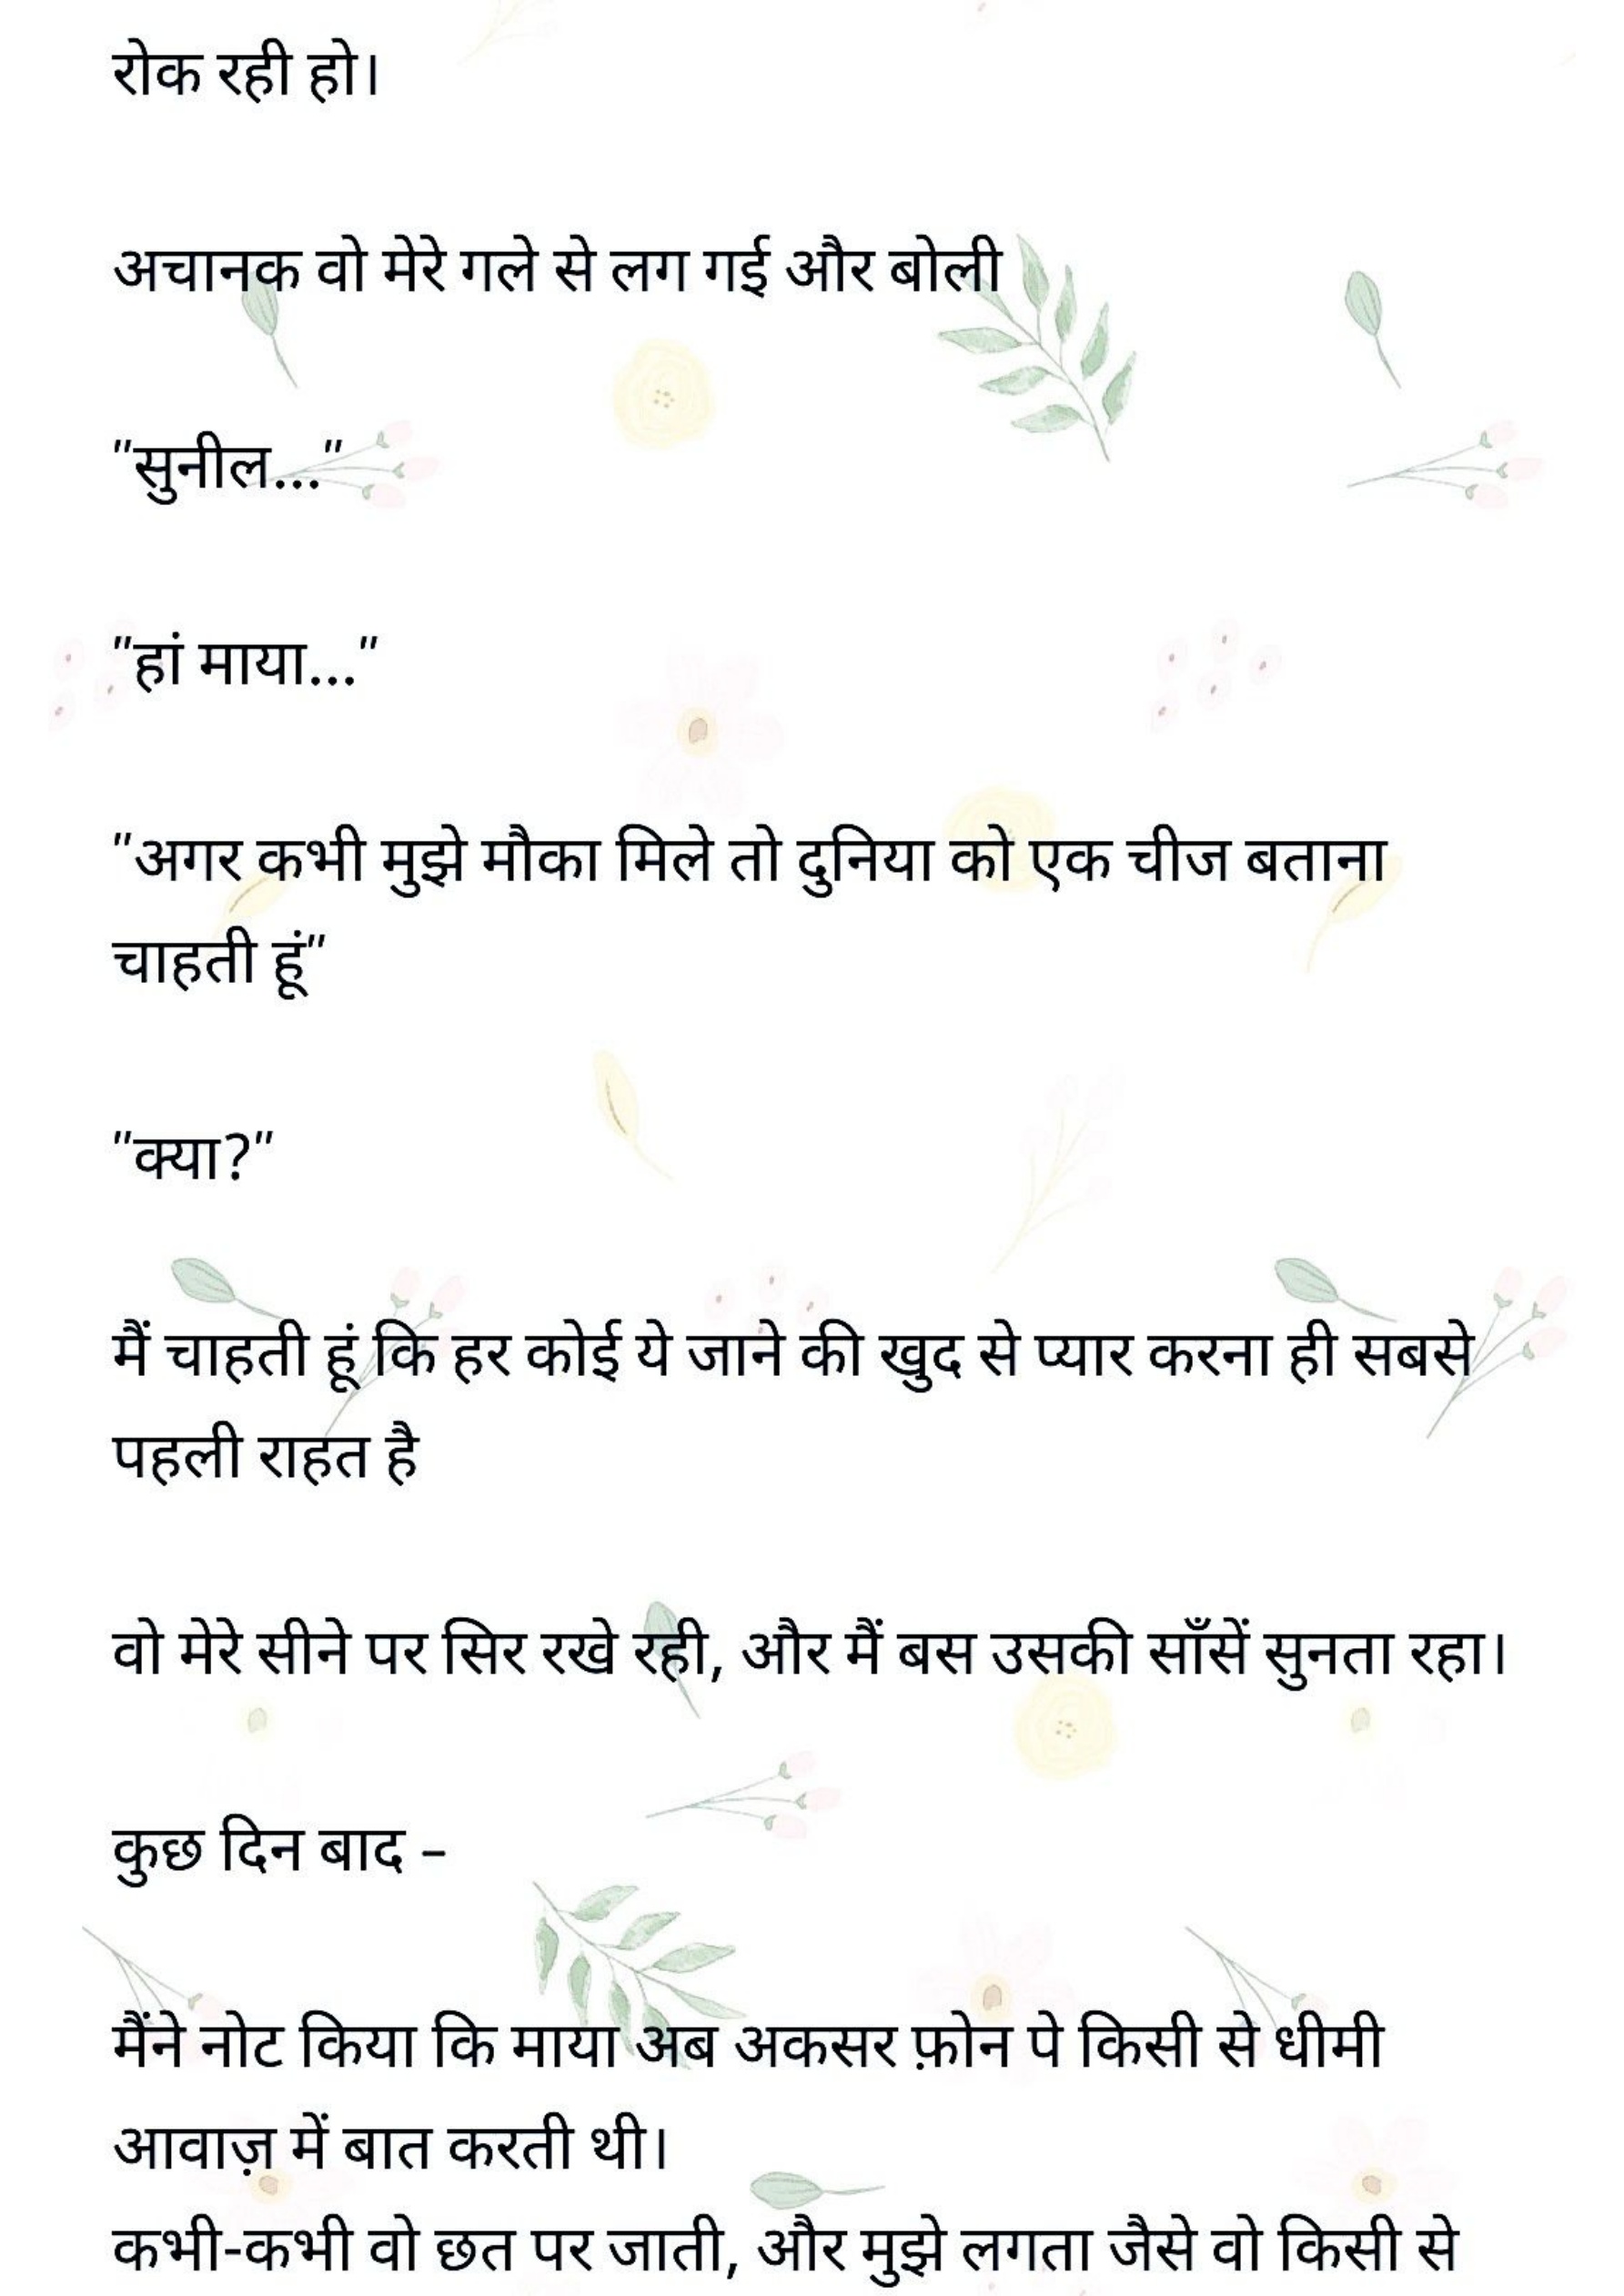 रोक रही हो।
अचानक वो मेरे गले से लग गई और बोली
"सुनील..."
"हां माया..."
"अगर कभी मुझे मौका मिले तो दुनिया को एक चीज बताना
चाहती हूं"
"क्या?"
मैं चाहती हूं कि हर कोई ये जाने की खुद से प्यार करना ही सबसे
पहली राहत है
वो मेरे सीने पर सिर रखे रही, और मैं बस उसकी साँसें सुनता रहा।
कुछ दिन बाद –
मैंने नोट किया कि माया अब अकसर फ़ोन पे किसी से धीमी
आवाज़ में बात करती थी।
कभी-कभी वो छत पर जाती, और मुझे लगता जैसे वो किसी से